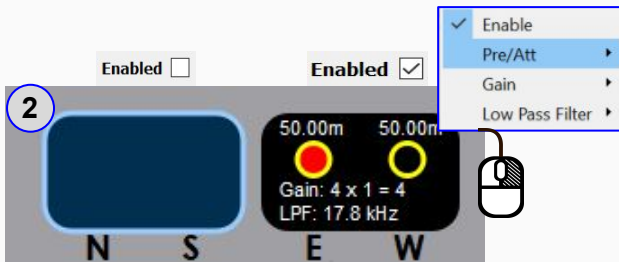 Enable
Pre/Att
Gain
Low Pass Filter
Enabled
Enabled
2
50.00m 50.00m
Gain: 4 x 1 = 4
LPF: 17.8 kHz
N S E W